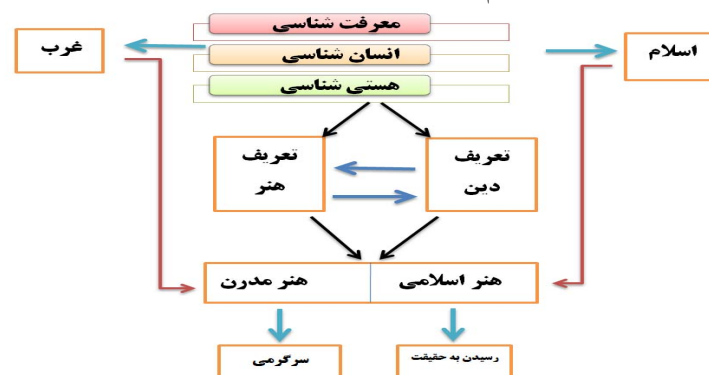 معرفت شناسی
اسلام
انسان شناسی
غرب
هستی شناسی
تعریف
دین
تعریف
هنر
هنر اسلامی
هنر مدرن
رسیدن به حقیقت
سرگرمی